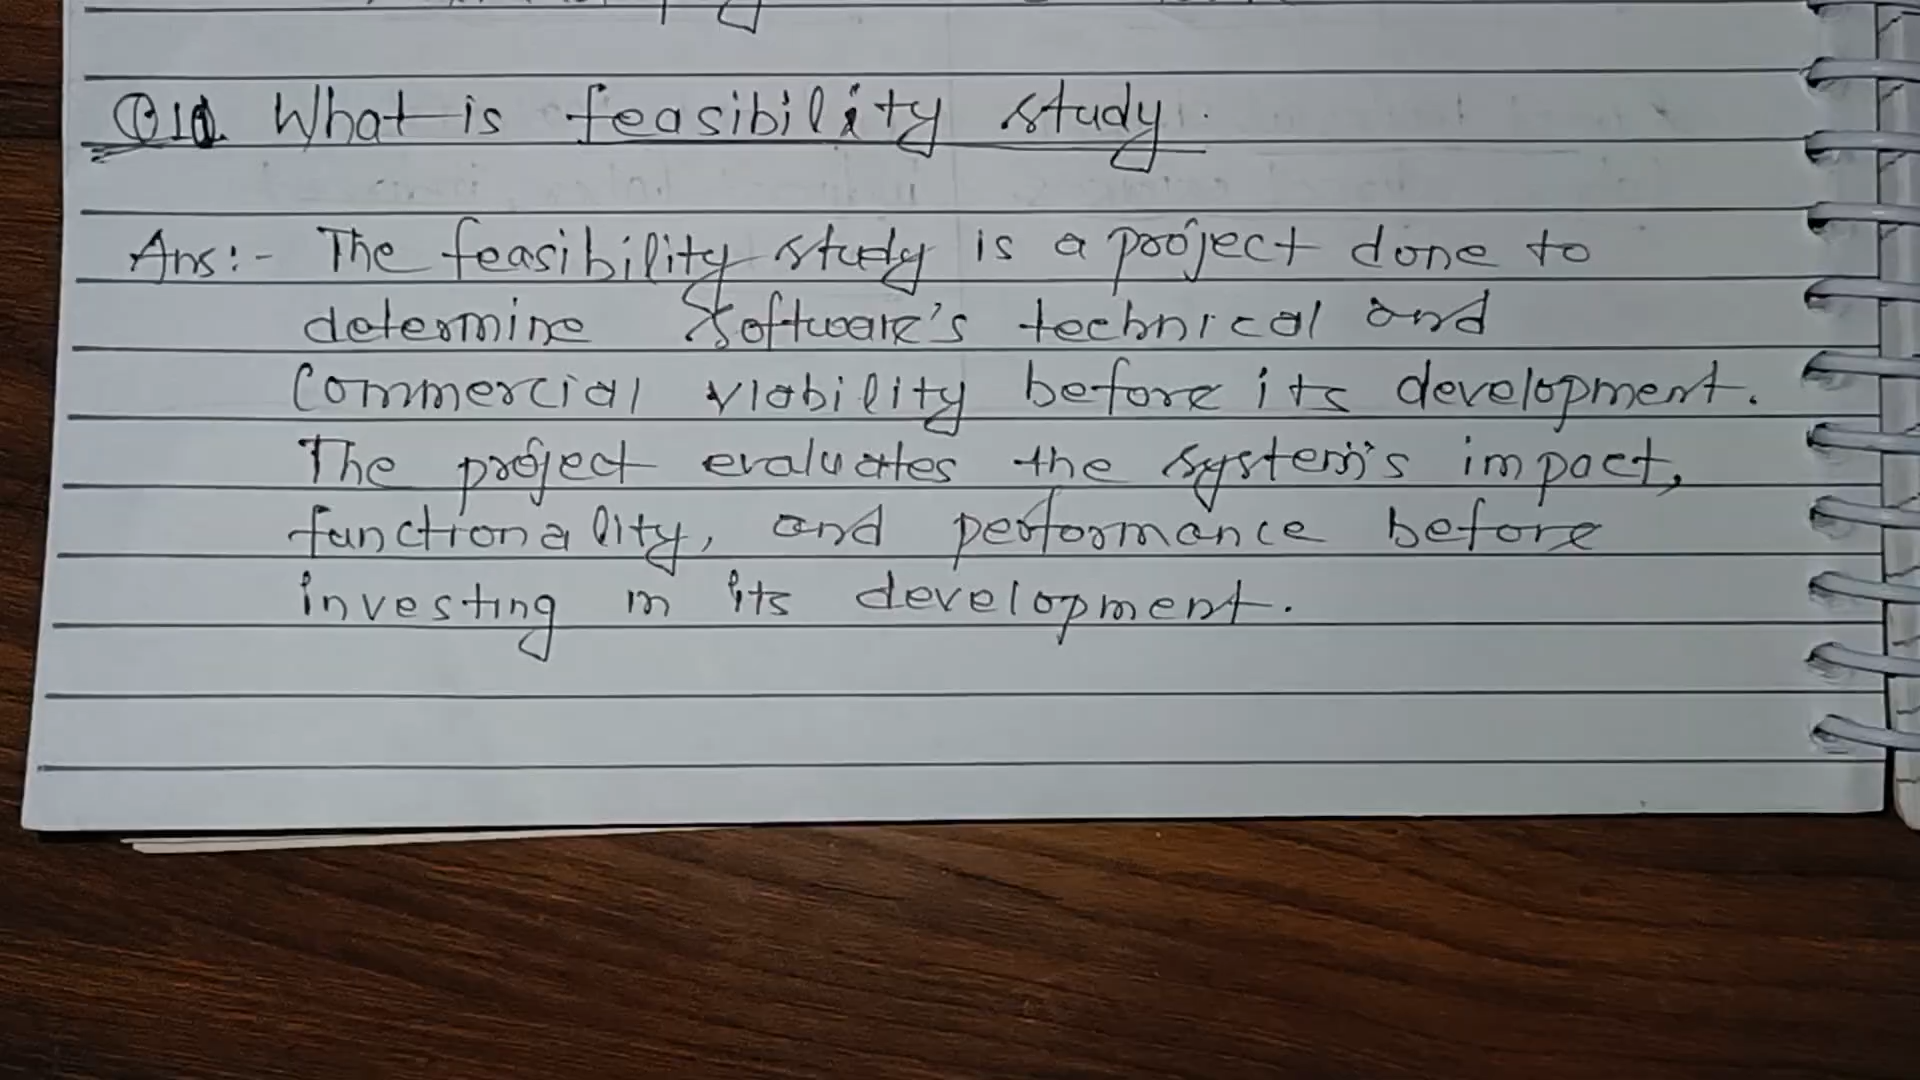 Q10. What is feasibility study.
Ans:- The feasibility study is a project done to
determine Software's technical and
Commercial viability before its development.
The project evaluates the system's impact,
functionality, and performance before
investing in its development.